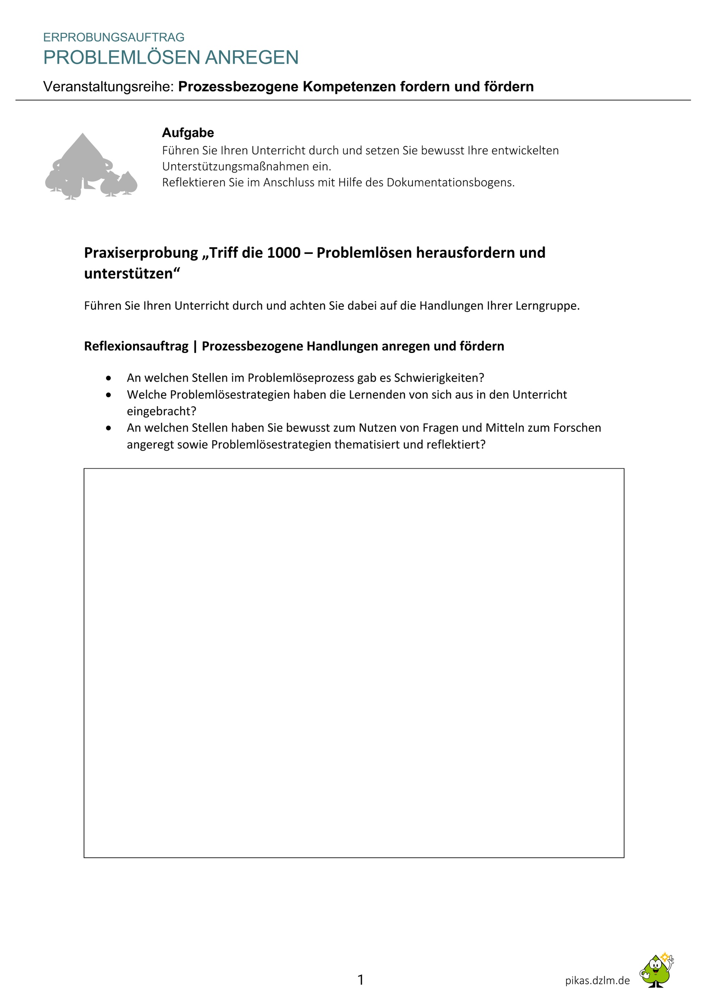 ERPROBUNGSAUFTRAG
PROBLEMLÖSEN ANREGEN
Veranstaltungsreihe: Prozessbezogene Kompetenzen fordern und fördern
Aufgabe
Führen Sie Ihren Unterricht durch und setzen Sie bewusst Ihre entwickelten
Unterstützungsmaßnahmen ein.
Reflektieren Sie im Anschluss mit Hilfe des Dokumentationsbogens.
Praxiserprobung „Triff die 1000 – Problemlösen herausfordern und
unterstützen“
Führen Sie Ihren Unterricht durch und achten Sie dabei auf die Handlungen Ihrer Lerngruppe.
Reflexionsauftrag | Prozessbezogene Handlungen anregen und fördern
• An welchen Stellen im Problemlöseprozess gab es Schwierigkeiten?
• Welche Problemlösestrategien haben die Lernenden von sich aus in den Unterricht
eingebracht?
• An welchen Stellen haben Sie bewusst zum Nutzen von Fragen und Mitteln zum Forschen
angeregt sowie Problemlösestrategien thematisiert und reflektiert?
1
pikas.dzlm.de